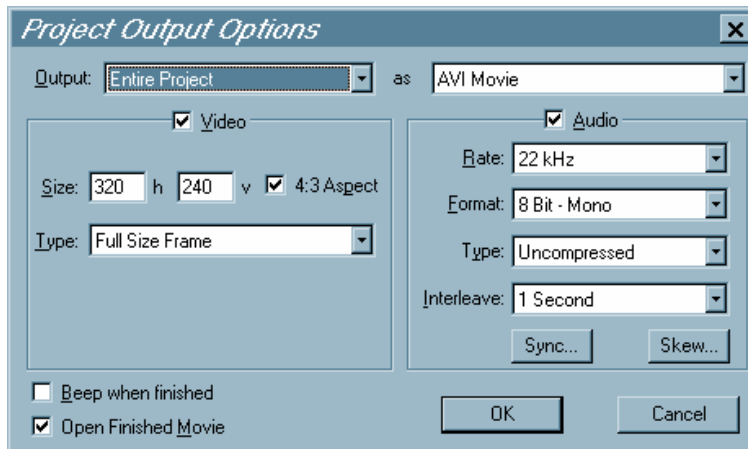 Project Output Options
Output: Entire Project as AVI Movie
Video
Size: 320 h 240 v 4:3 Aspect
Type: Full Size Frame
Audio
Rate: 22 kHz
Format: 8 Bit - Mono
Type: Uncompressed
Interleave: 1 Second
Sync... Skew...
Beep when finished
Open Finished Movie
OK Cancel